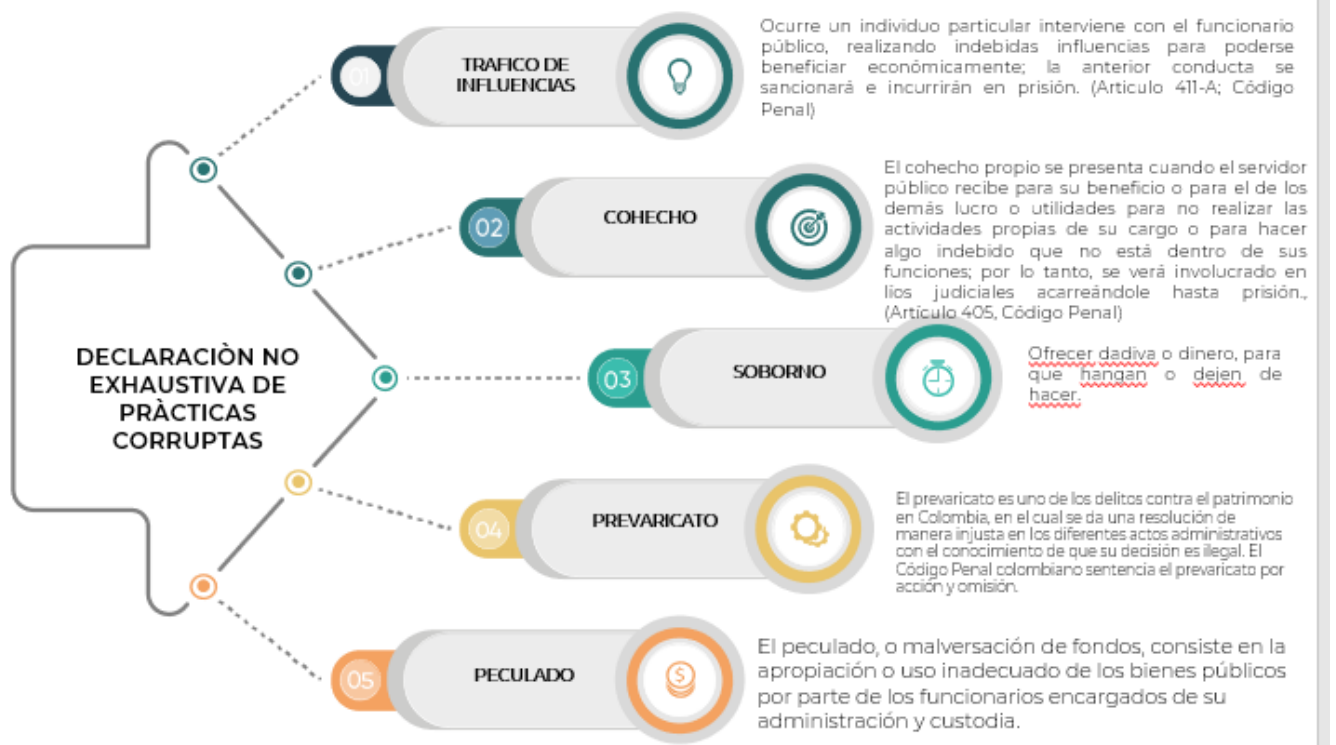 DECLARACIÒN NO
EXHAUSTIVA DE
PRÀCTICAS
CORRUPTAS
01
TRAFICO DE
INFLUENCIAS
Ocurre un individuo particular interviene con el funcionario
público, realizando indebidas influencias para poderse
beneficiar económicamente; la anterior conducta se
sancionará e incurrirán en prisión. (Articulo 411-A; Código
Penal)
02
COHECHO
El cohecho propio se presenta cuando el servidor
público recibe para su beneficio o para el de los
demás lucro o utilidades para no realizar las
actividades propias de su cargo o para hacer
algo indebido que no está dentro de sus
funciones; por lo tanto, se verá involucrado en
lios judiciales acarreándole hasta prisión.,
(Artículo 405, Código Penal)
03
SOBORNO
Ofrecer dadiva o dinero, para
que hangan o dejen de
hacer.
04
PREVARICATO
El prevaricato es uno de los delitos contra el patrimonio
en Colombia, en el cual se da una resolución de
manera injusta en los diferentes actos administrativos
con el conocimiento de que su decisión es ilegal. El
Código Penal colombiano sentencia el prevaricato por
acción y omisión.
05
PECULADO
$
El peculado, o malversación de fondos, consiste en la
apropiación o uso inadecuado de los bienes públicos
por parte de los funcionarios encargados de su
administración y custodia.